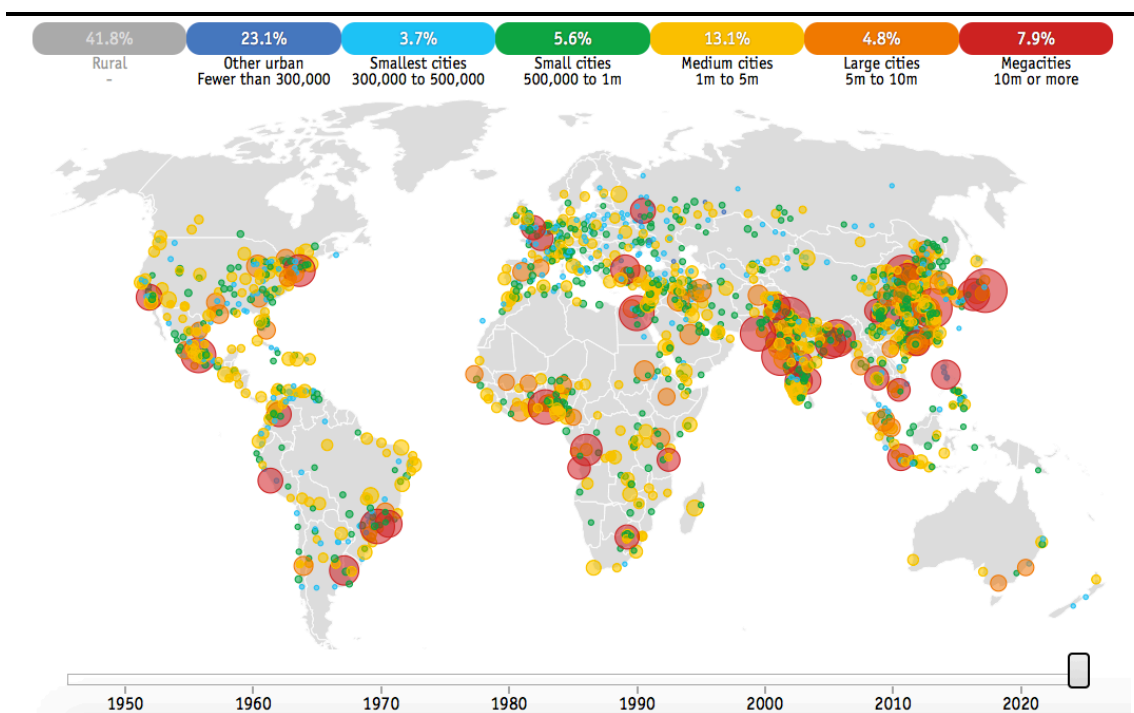 41.8% 23.1% 3.7% 5.6% 13.1% 4.8% 7.9%
Rural Other urban Smallest cities Small cities Medium cities Large cities Megacities
- Fewer than 300,000 300,000 to 500,000 500,000 to 1m 1m to 5m 5m to 10m 10m or more
1950 1960 1970 1980 1990 2000 2010 2020